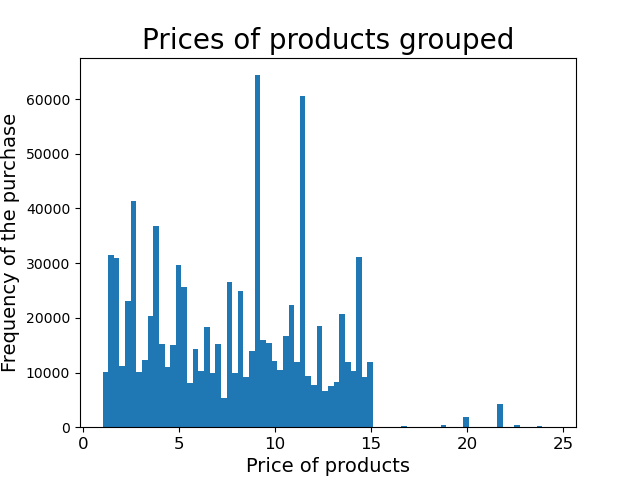 Prices of products grouped
Frequency of the purchase
60000
50000
40000
30000
20000
10000
0
0 5 10 15 20 25
Price of products